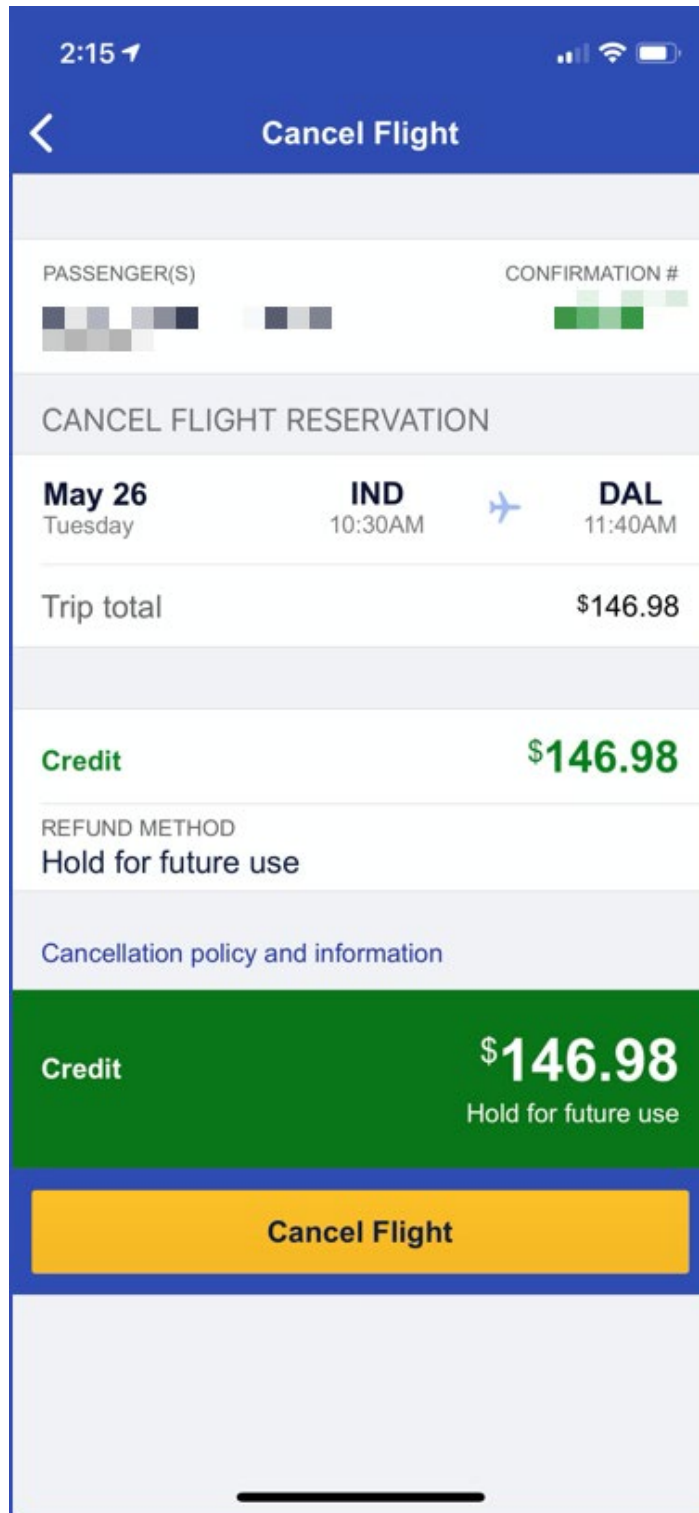 2:15
Cancel Flight
PASSENGER(S) CONFIRMATION #
CANCEL FLIGHT RESERVATION
May 26 IND DAL
Tuesday 10:30AM 11:40AM
Trip total $146.98
Credit $146.98
REFUND METHOD
Hold for future use
Cancellation policy and information
Credit $146.98
Hold for future use
Cancel Flight